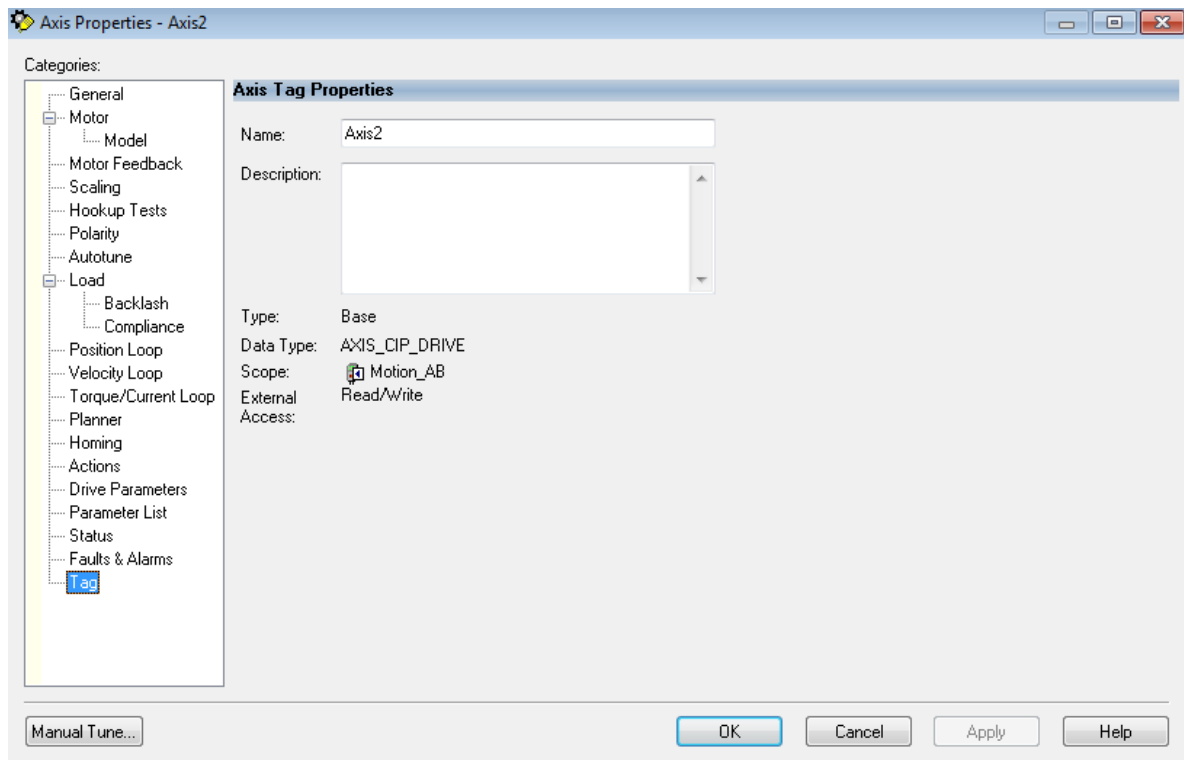 Axis Properties - Axis2
Categories:
General
Motor
Model
Motor Feedback
Scaling
Hookup Tests
Polarity
Autotune
Load
Backlash
Compliance
Position Loop
Velocity Loop
Torque/Current Loop
Planner
Homing
Actions
Drive Parameters
Parameter List
Status
Faults & Alarms
Tag
Axis Tag Properties
Name: Axis2
Description:
Type: Base
Data Type: AXIS_CIP_DRIVE
Scope: Motion_AB
External Read/Write
Access:
Manual Tune... OK Cancel Apply Help